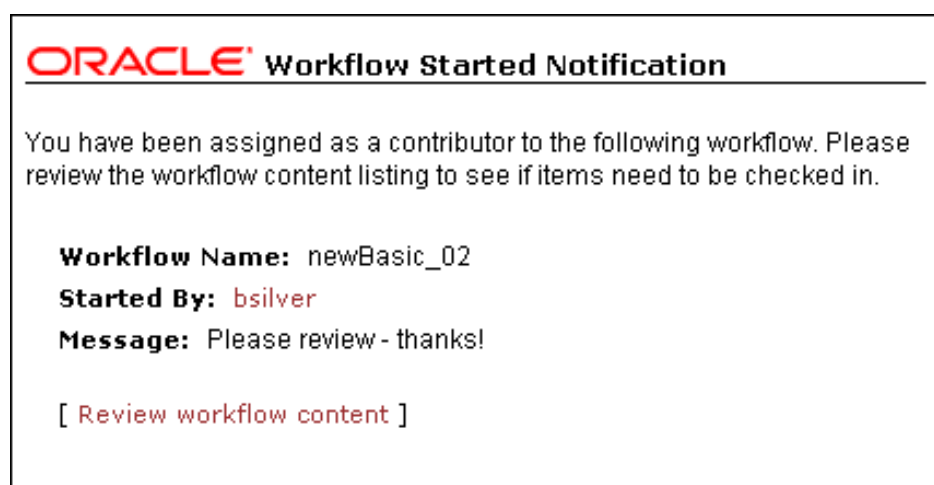 ORACLE Workflow Started Notification
You have been assigned as a contributor to the following workflow. Please
review the workflow content listing to see if items need to be checked in.
Workflow Name: newBasic_02
Started By: bsilver
Message: Please review - thanks!
[ Review workflow content ]